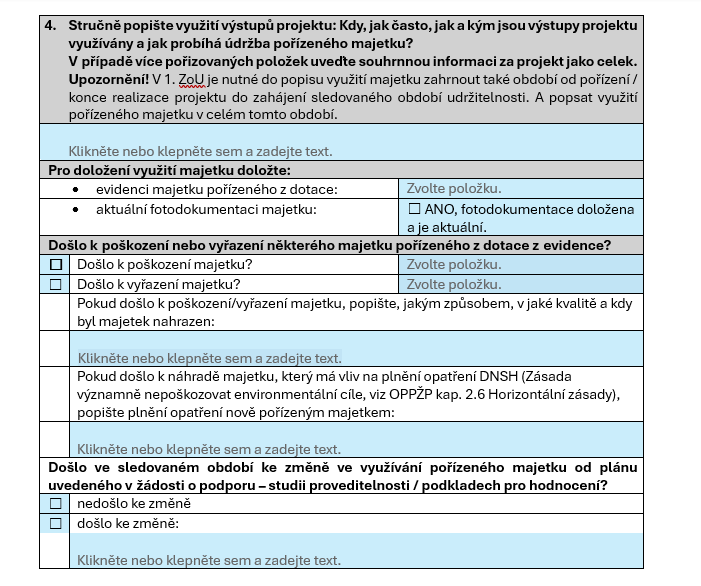 4. Stručně popište využití výstupů projektu: Kdy, jak často, jak a kým jsou výstupy projektu
využívány a jak probíhá údržba pořízeného majetku?
V případě více pořizovaných položek uveďte souhrnnou informaci za projekt jako celek.
Upozornění! V 1. ZoU je nutné do popisu využití majetku zahrnout také období od pořízení /
konce realizace projektu do zahájení sledovaného období udržitelnosti. A popsat využití
pořízeného majetku v celém tomto období.
Klikněte nebo klepněte sem a zadejte text.
Pro doložení využití majetku doložte:
• evidenci majetku pořízeného z dotace: Zvolte položku.
• aktuální fotodokumentaci majetku: ☐ ANO, fotodokumentace doložena
a je aktuální.
Došlo k poškození nebo vyřazení některého majetku pořízeného z dotace z evidence?
☐ Došlo k poškození majetku? Zvolte položku.
☐ Došlo k vyřazení majetku? Zvolte položku.
Pokud došlo k poškození/vyřazení majetku, popište, jakým způsobem, v jaké kvalitě a kdy
byl majetek nahrazen:
Klikněte nebo klepněte sem a zadejte text.
Pokud došlo k náhradě majetku, který má vliv na plnění opatření DNSH (Zásada
významně nepoškozovat environmentální cíle, viz OPPŽP kap. 2.6 Horizontální zásady),
popište plnění opatření nově pořízeným majetkem:
Klikněte nebo klepněte sem a zadejte text.
Došlo ve sledovaném období ke změně ve využívání pořízeného majetku od plánu
uvedeného v žádosti o podporu – studii proveditelnosti / podkladech pro hodnocení?
☐ nedošlo ke změně
☐ došlo ke změně:
Klikněte nebo klepněte sem a zadejte text.